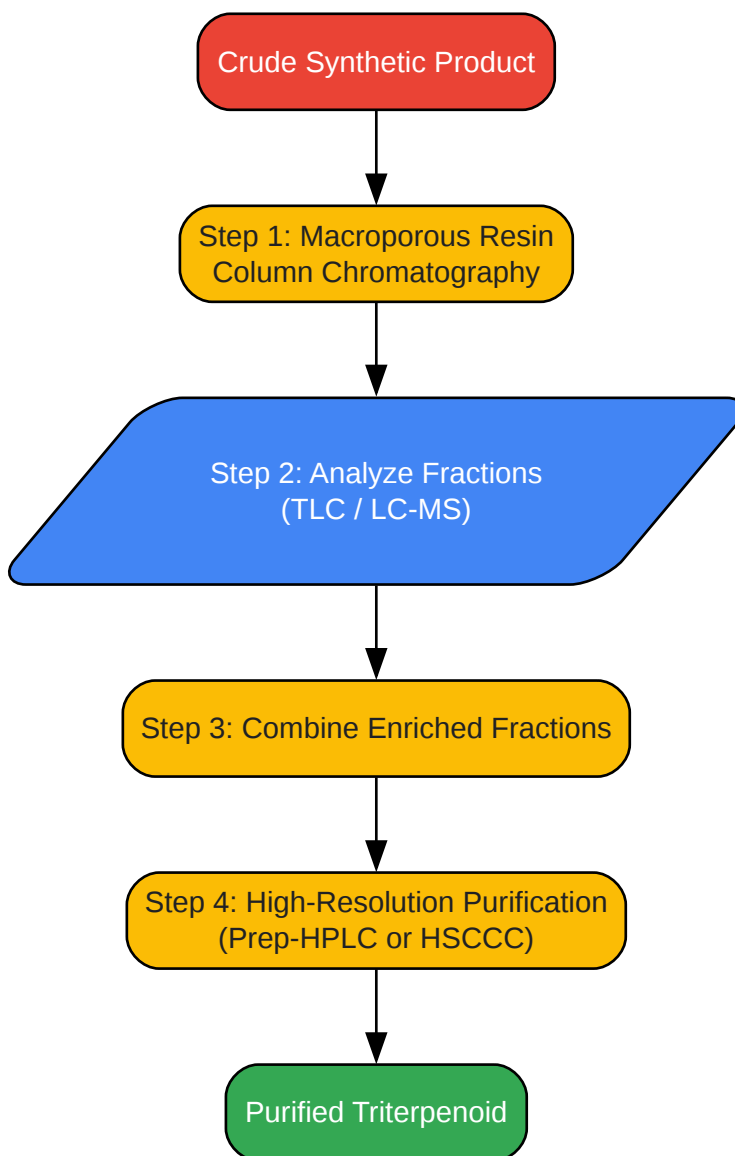 Crude Synthetic Product
Step 1: Macroporous Resin
Column Chromatography
Step 2: Analyze Fractions
(TLC / LC-MS)
Step 3: Combine Enriched Fractions
Step 4: High-Resolution Purification
(Prep-HPLC or HSCCC)
Purified Triterpenoid